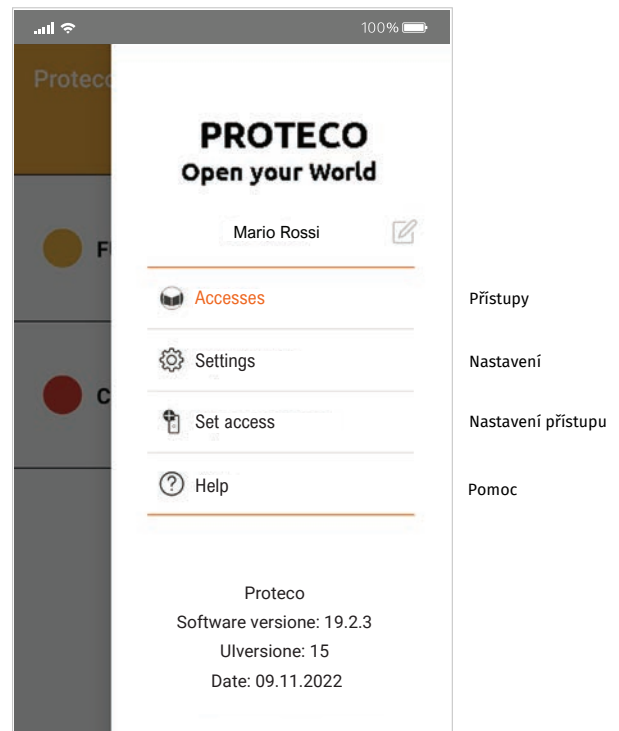 100%
Proteco
PROTECO
Open your World
Mario Rossi
Accesses
Přístupy
Settings
Nastavení
Set access
Nastavení přístupu
Help
Pomoc
Proteco
Software versione: 19.2.3
UIversione: 15
Date: 09.11.2022